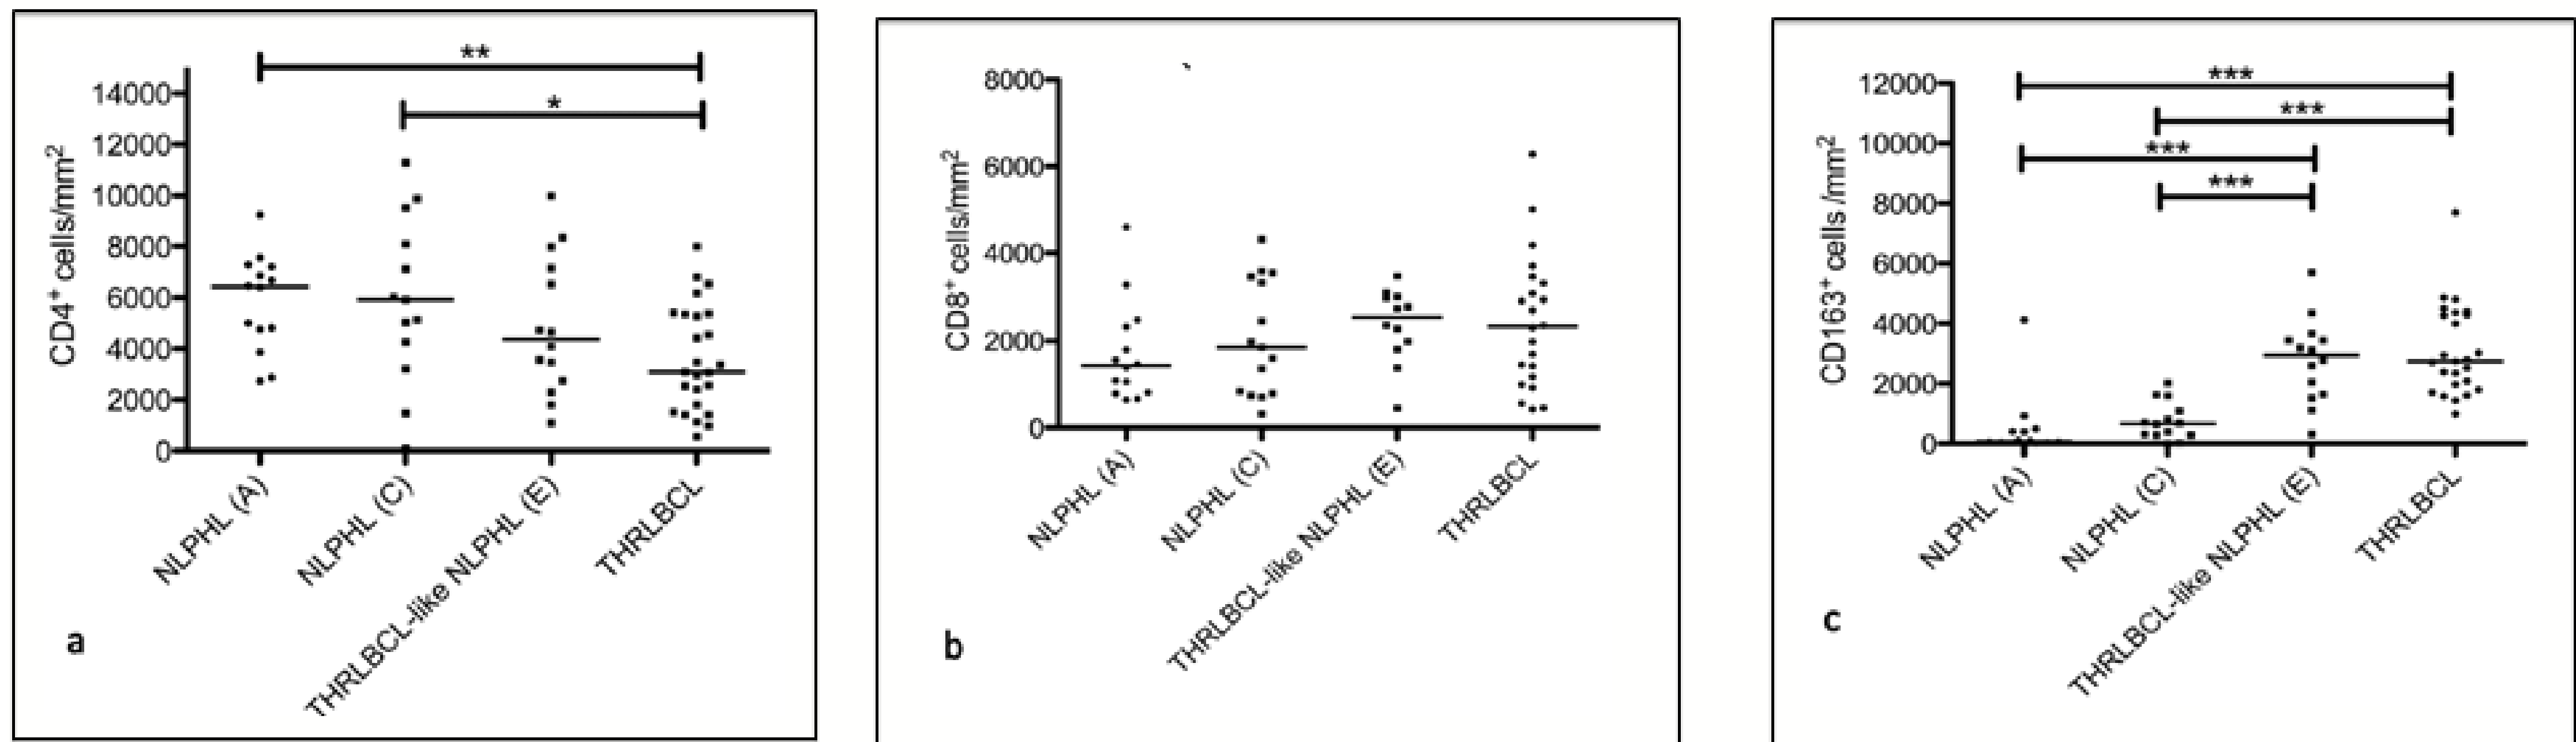 **
*
14000
12000
10000
8000
6000
4000
2000
0
CD4+ cells/mm2
NLPHL (A)
NLPHL (C)
THRLBCL-like NLPHL (E)
THRLBCL
a
8000
6000
4000
2000
0
CD8+ cells/mm2
NLPHL (A)
NLPHL (C)
THRLBCL-like NLPHL (E)
THRLBCL
b
***
***
***
***
12000
10000
8000
6000
4000
2000
0
CD163+ cells /mm2
NLPHL (A)
NLPHL (C)
THRLBCL-like NLPHL (E)
THRLBCL
c